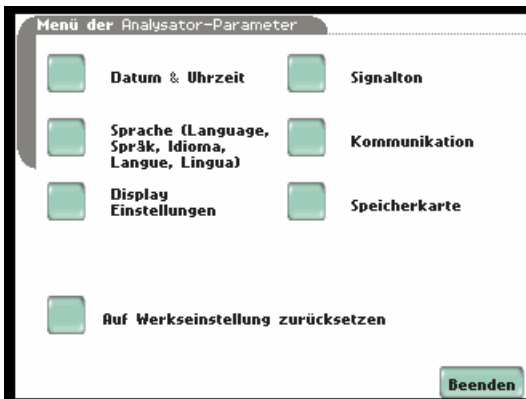 Menü der Analysator-Parameter
Datum & Uhrzeit
Signalton
Sprache (Language,
Språk, Idioma,
Langue, Lingua)
Kommunikation
Display
Einstellungen
Speicherkarte
Auf Werkseinstellung zurücksetzen
Beenden